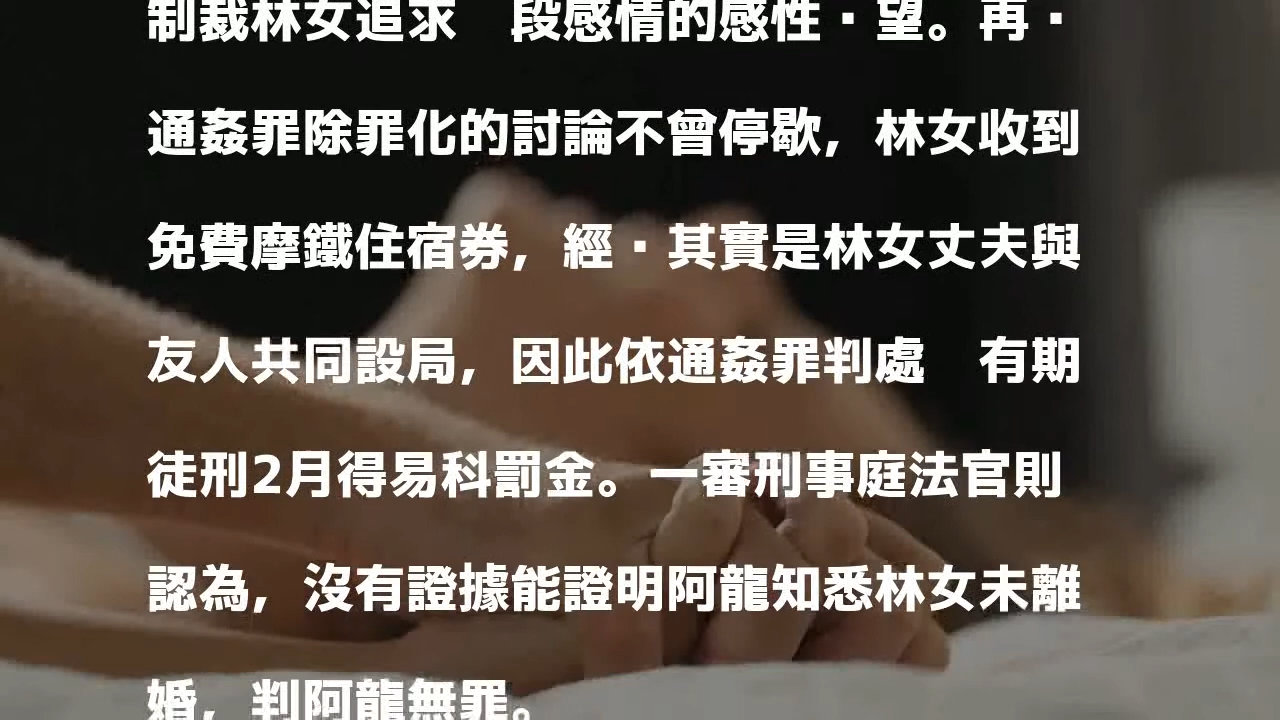 制裁林女追求　段感情的感性·望。再·
通姦罪除罪化的討論不曾停歇，林女收到
免費摩鐵住宿券，經·其實是林女丈夫與
友人共同設局，因此依通姦罪判處　有期
徒刑2月得易科罰金。一審刑事庭法官則
認為，沒有證據能證明阿龍知悉林女未離
婚，判阿龍無罪。